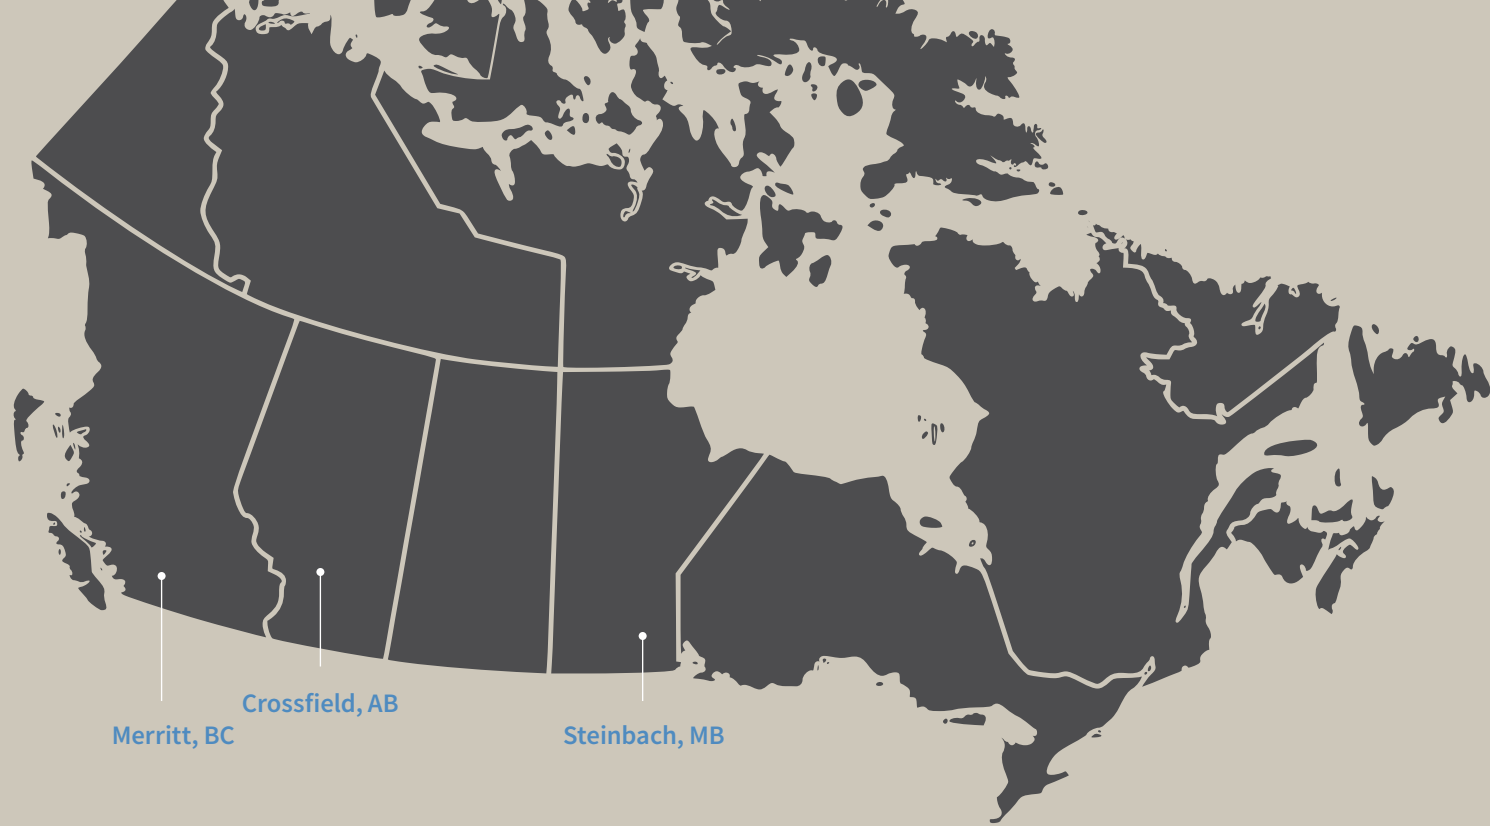 Crossfield, AB
Merritt, BC
Steinbach, MB